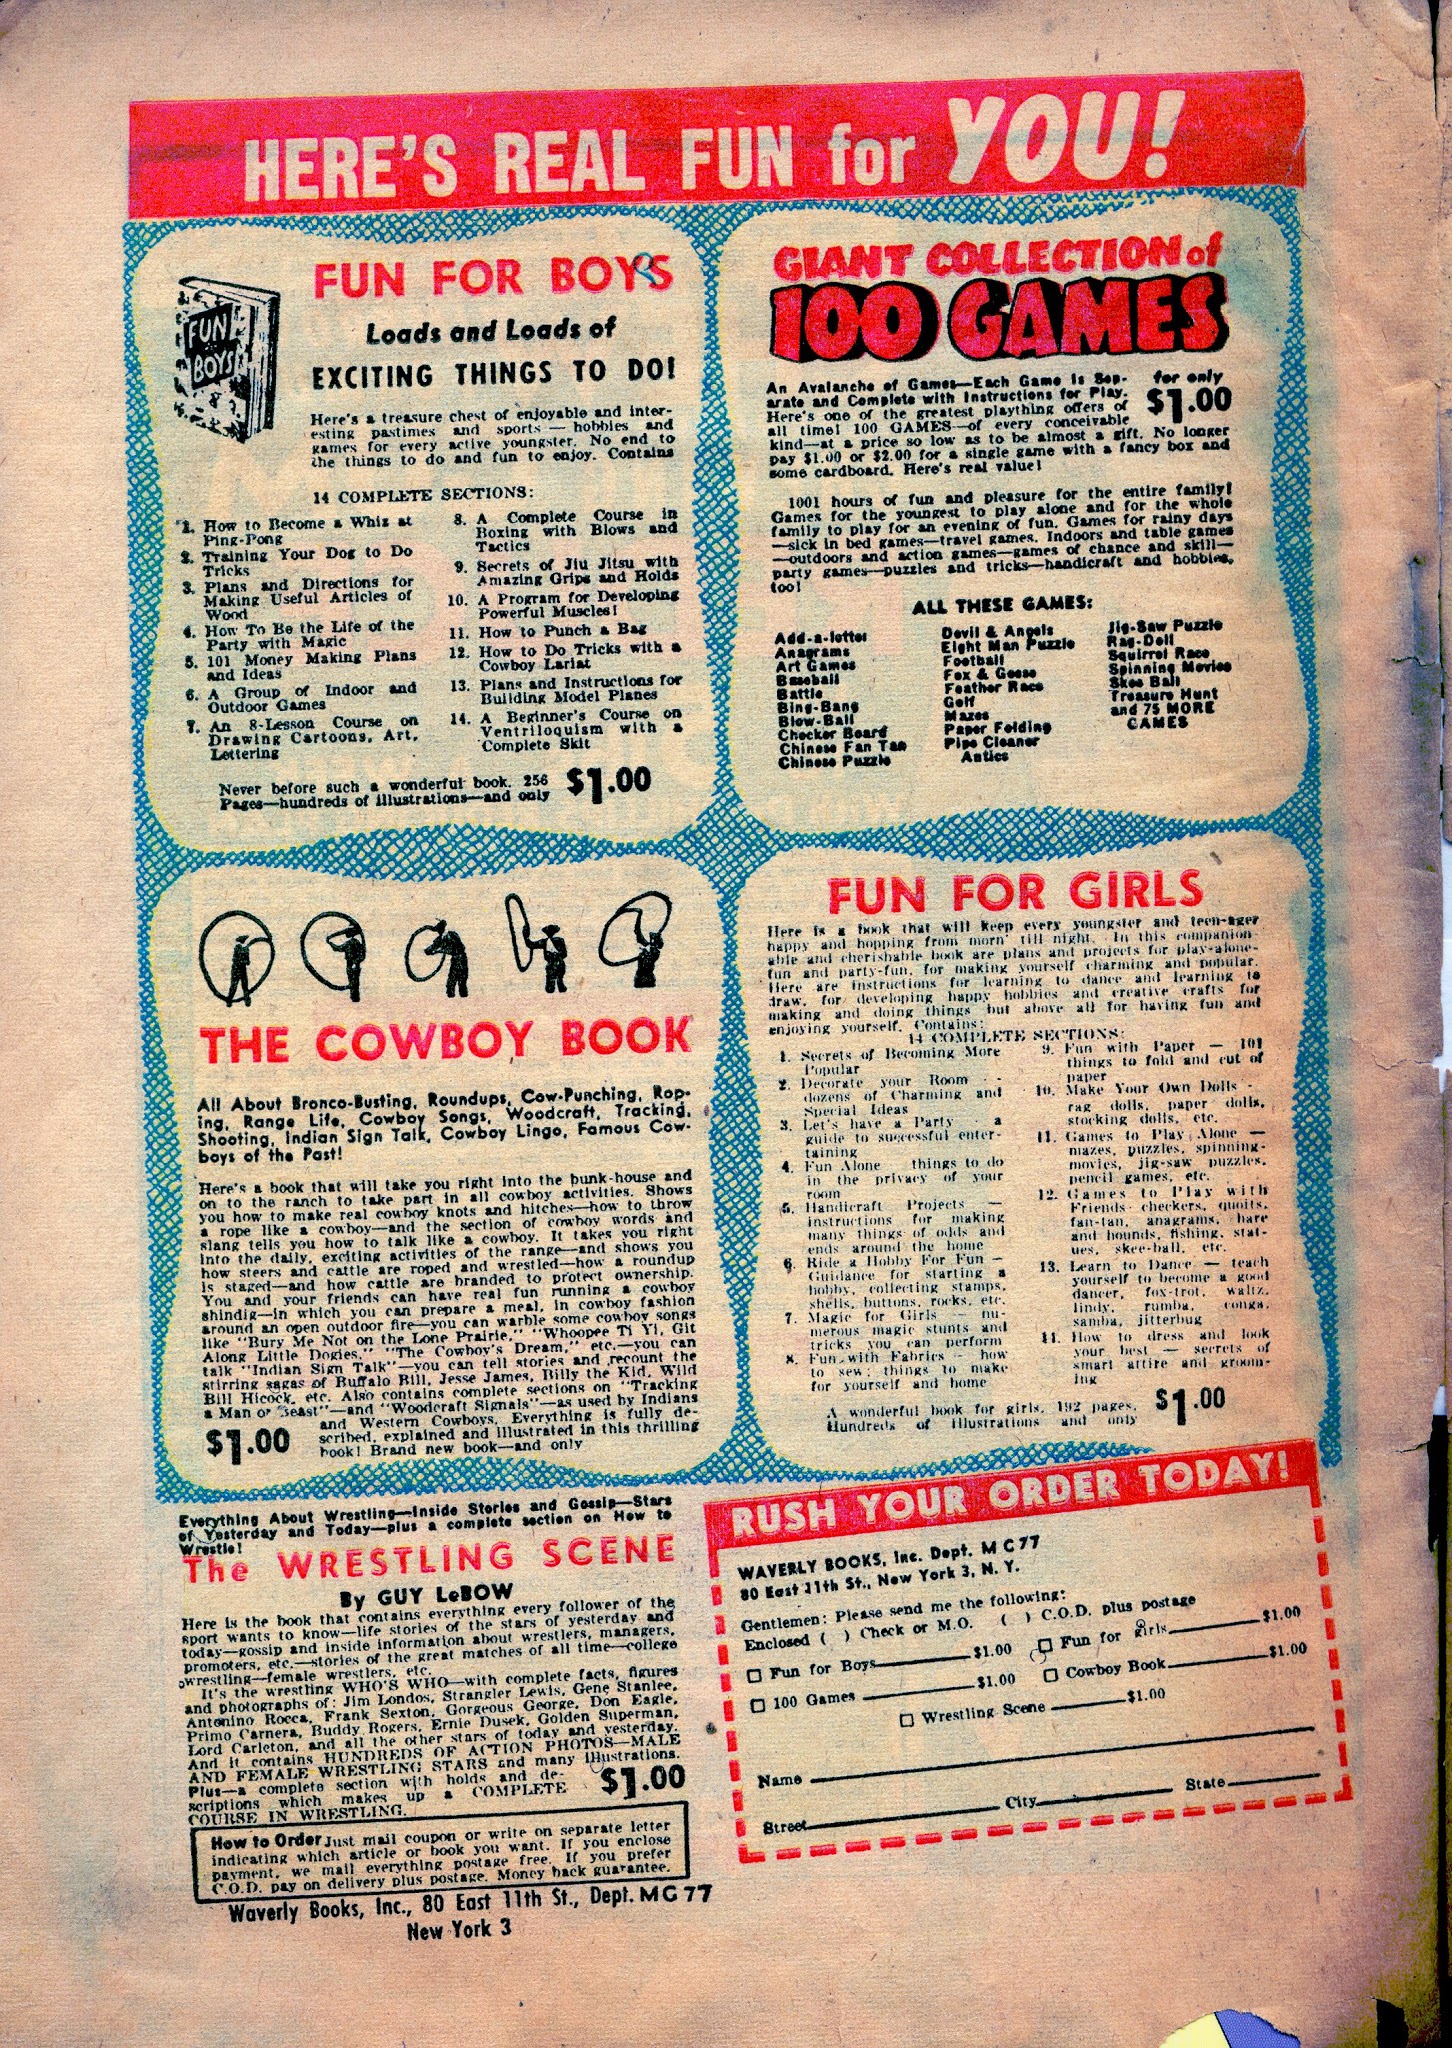 HERE'S REAL FUN for YOU!
FUN FOR BOYS
FUN
BOYS
Loads and Loads of
EXCITING THINGS TO DO!
Here's a treasure chest of enjoyable and inter-
esting pastimes and sports — hobbies and
games for every active youngster. No end to
the things to do and fun to enjoy. Contains
14 COMPLETE SECTIONS:
1. How to Become a Whiz at
Ping-Pong
2. Training Your Dog to Do
Tricks
3. Plans and Directions for
Making Useful Articles of
Wood
4. How To Be the Life of the
Party with Magic
5. 101 Money Making Plans
and Ideas
6. A Group of Indoor and
Outdoor Games
7. An 8-Lesson Course on
Drawing Cartoons, Art,
Lettering
8. A Complete Course in
Boxing with Blows and
Tactics
9. Secrets of Jiu Jitsu with
Amazing Grips and Holds
10. A Program for Developing
Powerful Muscles!
11. How to Punch a Bag
12. How to Do Tricks with a
Cowboy Lariat
13. Plans and Instructions for
Building Model Planes
14. A Beginner's Course on
Ventriloquism with a
Complete Skit
Never before such a wonderful book. 256
Pages—hundreds of illustrations—and only
$1.00
GIANT COLLECTION of
100 GAMES
An Avalanche of Games—Each Game is Sep-
arate and Complete with Instructions for Play.
for only
$1.00
Here's one of the greatest plaything offers of
all time! 100 GAMES—of every conceivable
kind—at a price so low as to be almost a gift. No longer
pay $1.00 or $2.00 for a single game with a fancy box and
some cardboard. Here's real value!
1001 hours of fun and pleasure for the entire family!
Games for the youngest to play alone and for the whole
family to play for an evening of fun. Games for rainy days
—sick in bed games—travel games. Indoors and table games
—outdoors and action games—games of chance and skill—
party games—puzzles and tricks—handicraft and hobbies,
too!
ALL THESE GAMES:
Add-a-letter
Anagrams
Art Games
Baseball
Battle
Bing-Bang
Blow-Ball
Checker Board
Chinese Fan Tan
Chinese Puzzle
Devil & Angels
Eight Man Puzzle
Football
Fox & Geese
Feather Race
Golf
Mazes
Paper Folding
Pipe Cleaner
Antics
Jig-Saw Puzzle
Rag-Doll
Squirrel Race
Spinning Movies
Skee Ball
Treasure Hunt
and 75 MORE
GAMES
THE COWBOY BOOK
All About Bronco-Busting, Roundups, Cow-Punching, Rop-
ing, Range Life, Cowboy Songs, Woodcraft, Tracking,
Shooting, Indian Sign Talk, Cowboy Lingo, Famous Cow-
boys of the Past!
Here's a book that will take you right into the bunk-house and
on to the ranch to take part in all cowboy activities. Shows
you how to make real cowboy knots and hitches—how to throw
a rope like a cowboy—and the section of cowboy words and
slang tells you how to talk like a cowboy. It takes you right
into the daily, exciting activities of the range—and shows you
how steers and cattle are roped and wrestled—how a roundup
is staged—and how cattle are branded to protect ownership.
You and your friends can have real fun running a cowboy
shindig—in which you can prepare a meal, in cowboy fashion
around an open outdoor fire—you can warble some cowboy songs
like "Bury Me Not on the Lone Prairie," "Whoopee Ti Yi, Git
Along Little Dogies," "The Cowboy's Dream," etc.—you can
talk "Indian Sign Talk"—you can tell stories and recount the
stirring sagas of Buffalo Bill, Jesse James, Billy the Kid, Wild
Bill Hicock, etc. Also contains complete sections on "Tracking
a Man or Beast"—and "Woodcraft Signals"—as used by Indians
and Western Cowboys. Everything is fully de-
scribed, explained and illustrated in this thrilling
book! Brand new book—and only
$1.00
FUN FOR GIRLS
Here is a book that will keep every youngster and teen-ager
happy and hopping from morn' till night. In this companion-
able and cherishable book are plans and projects for play-alone-
fun and party-fun, for making yourself charming and popular.
Here are instructions for learning to dance and learning to
draw, for developing happy hobbies and creative crafts for
making and doing things but above all for having fun and
enjoying yourself. Contains:
14 COMPLETE SECTIONS:
1. Secrets of Becoming More
Popular
2. Decorate your Room - -
dozens of Charming and
Special Ideas
3. Let's have a Party - a
guide to successful enter-
taining
4. Fun Alone — things to do
in the privacy of your
room
5. Handicraft Projects —
instructions for making
many things of odds and
ends around the home
6. Ride a Hobby For Fun —
Guidance for starting a
hobby, collecting stamps,
shells, buttons, rocks, etc.
7. Magic for Girls — nu-
merous magic stunts and
tricks you can perform
8. Fun with Fabrics — how
to sew; things to make
for yourself and home
9. Fun with Paper — 101
things to fold and cut of
paper
10. Make Your Own Dolls -
rag dolls, paper dolls,
stocking dolls, etc.
11. Games to Play Alone —
mazes, puzzles, spinning-
movies, jig-saw puzzles,
pencil games, etc.
12. Games to Play with
Friends - checkers, quoits,
fan-tan, anagrams, hare
and hounds, fishing, stat-
ues, skee-ball, etc.
13. Learn to Dance — teach
yourself to become a good
dancer, fox-trot, waltz,
lindy, rumba, conga,
samba, jitterbug
14. How to dress and look
your best — secrets of
smart attire and groom-
ing
A wonderful book for girls. 192 pages.
Hundreds of Illustrations and only
$1.00
Everything About Wrestling—Inside Stories and Gossip—Stars
of Yesterday and Today—plus a complete section on How to
Wrestle!
The WRESTLING SCENE
By GUY LeBOW
Here is the book that contains everything every follower of the
sport wants to know—life stories of the stars of yesterday and
today—gossip and inside information about wrestlers, managers,
promoters, etc.—stories of the great matches of all time—college
wrestling—female wrestlers, etc.
It's the wrestling WHO'S WHO—with complete facts, figures
and photographs of: Jim Londos, Strangler Lewis, Gene Stanlee,
Antonino Rocca, Frank Sexton, Gorgeous George, Don Eagle,
Primo Carnera, Buddy Rogers, Ernie Dusek, Golden Superman,
Lord Carleton, and all the other stars of today and yesterday.
And it contains HUNDREDS OF ACTION PHOTOS—MALE
AND FEMALE WRESTLING STARS and many illustrations.
Plus—a complete section with holds and de-
scriptions which makes up a COMPLETE
COURSE IN WRESTLING.
$1.00
How to Order Just mail coupon or write on separate letter
indicating which article or book you want. If you enclose
payment, we mail everything postage free. If you prefer
C.O.D. pay on delivery plus postage. Money back guarantee.
Waverly Books, Inc., 80 East 11th St., Dept. MG77
New York 3
RUSH YOUR ORDER TODAY!
WAVERLY BOOKS, Inc. Dept. MG77
80 East 11th St., New York 3, N. Y.
Gentlemen: Please send me the following:
Enclosed ( ) Check or M.O. ( ) C.O.D. plus postage
Fun for Boys $1.00
Fun for girls $1.00
100 Games $1.00
Cowboy Book $1.00
Wrestling Scene $1.00
Name
Street City State